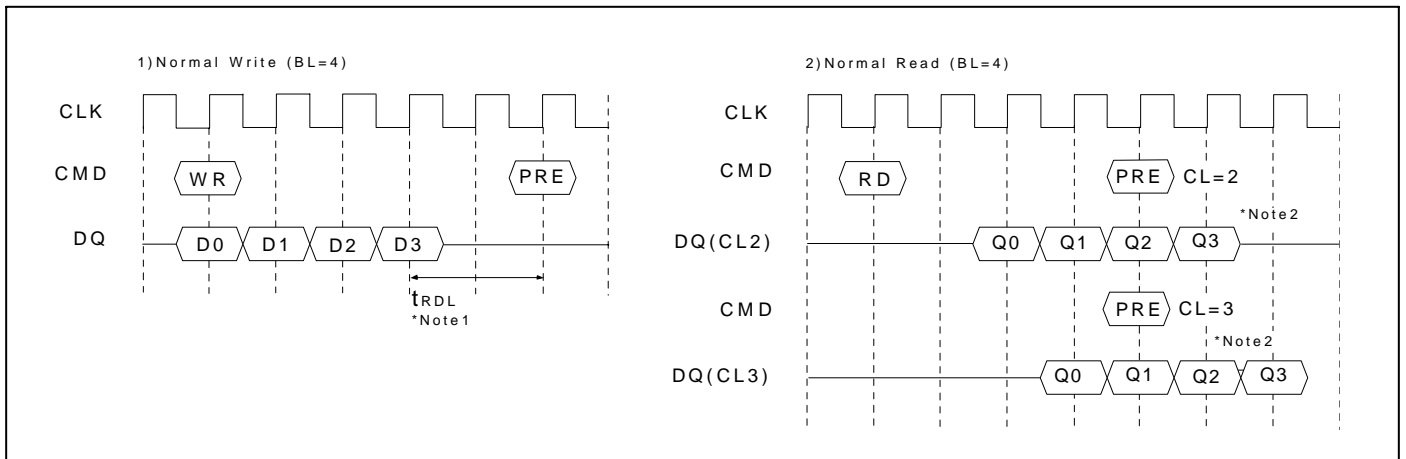 1)Normal Write (BL=4)
CLK
CMD
WR
PRE
DQ
D0 D1 D2 D3
tRDL
*Note1
2)Normal Read (BL=4)
CLK
CMD
RD
PRE CL=2
*Note2
DQ(CL2)
Q0 Q1 Q2 Q3
CMD
PRE CL=3
*Note2
DQ(CL3)
Q0 Q1 Q2 Q3